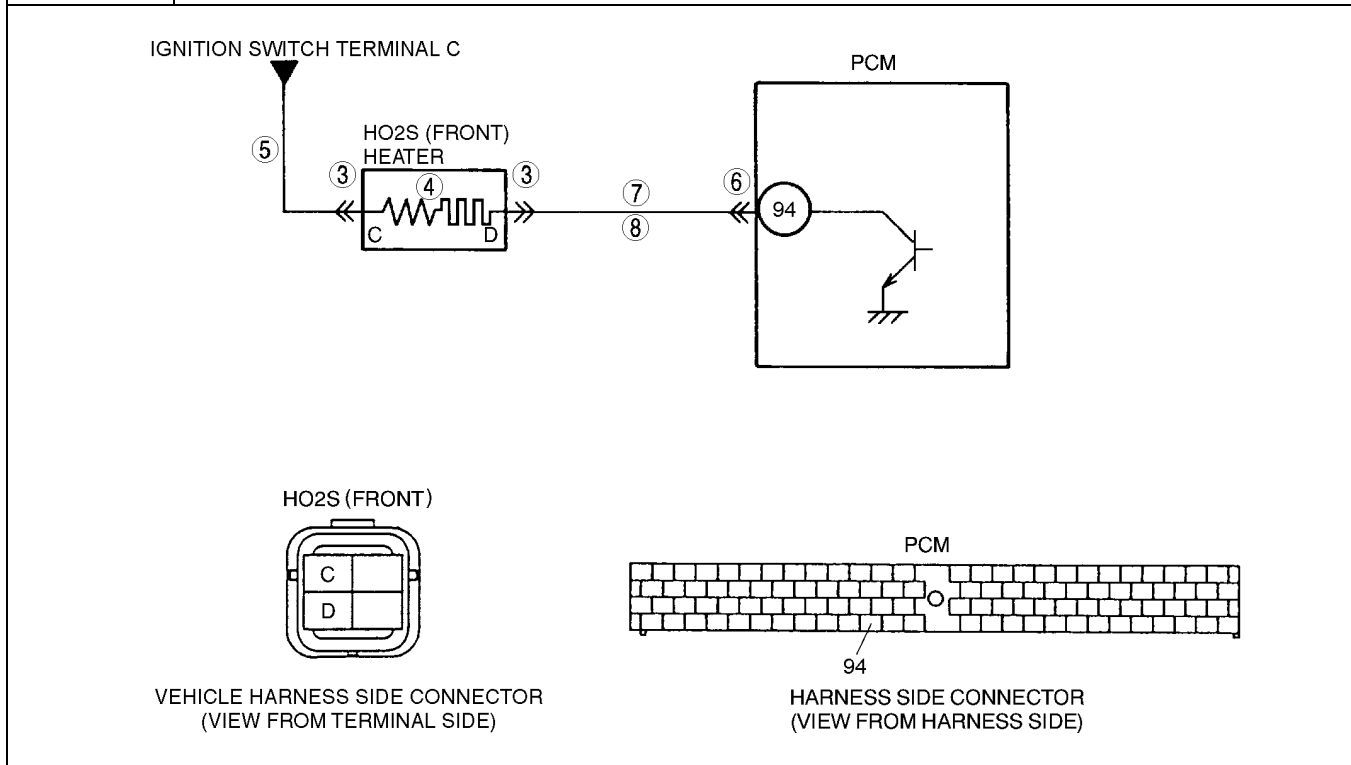 IGNITION SWITCH TERMINAL C
PCM
HO2S (FRONT)
HEATER
5
3
4
3
7
6
94
8
C
D
HO2S (FRONT)
C
D
PCM
94
VEHICLE HARNESS SIDE CONNECTOR
(VIEW FROM TERMINAL SIDE)
HARNESS SIDE CONNECTOR
(VIEW FROM HARNESS SIDE)